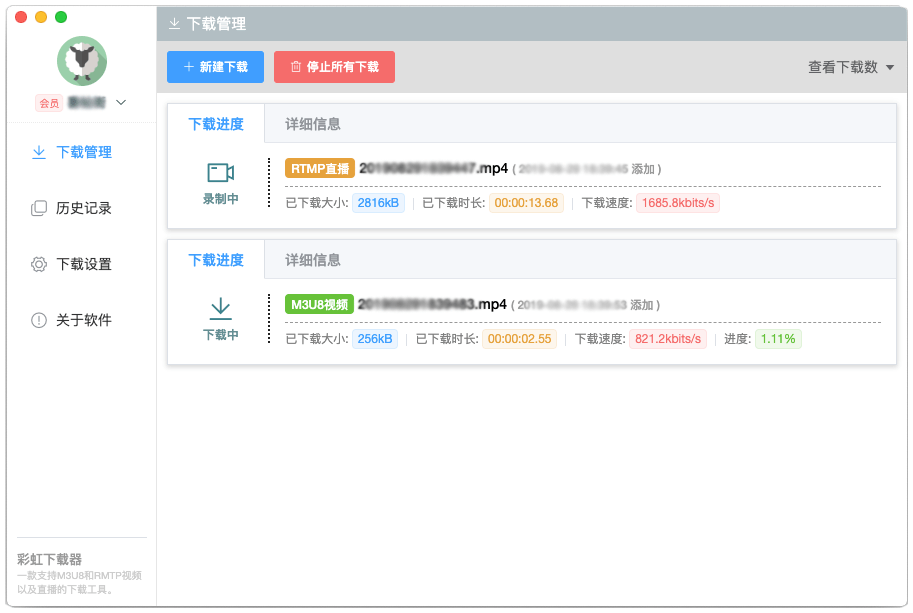 下载管理
新建下载
停止所有下载
查看下载数
会员
下载管理
历史记录
下载设置
关于软件
彩虹下载器
一款支持M3U8和RMTP视频
以及直播的下载工具。
下载进度
详细信息
录制中
RTMP直播 .mp4 ( 添加 )
已下载大小: 2816kB | 已下载时长: 00:00:13.68 | 下载速度: 1685.8kbits/s
下载进度
详细信息
下载中
M3U8视频 .mp4 ( 添加 )
已下载大小: 256kB | 已下载时长: 00:00:02.55 | 下载速度: 821.2kbits/s | 进度: 1.11%